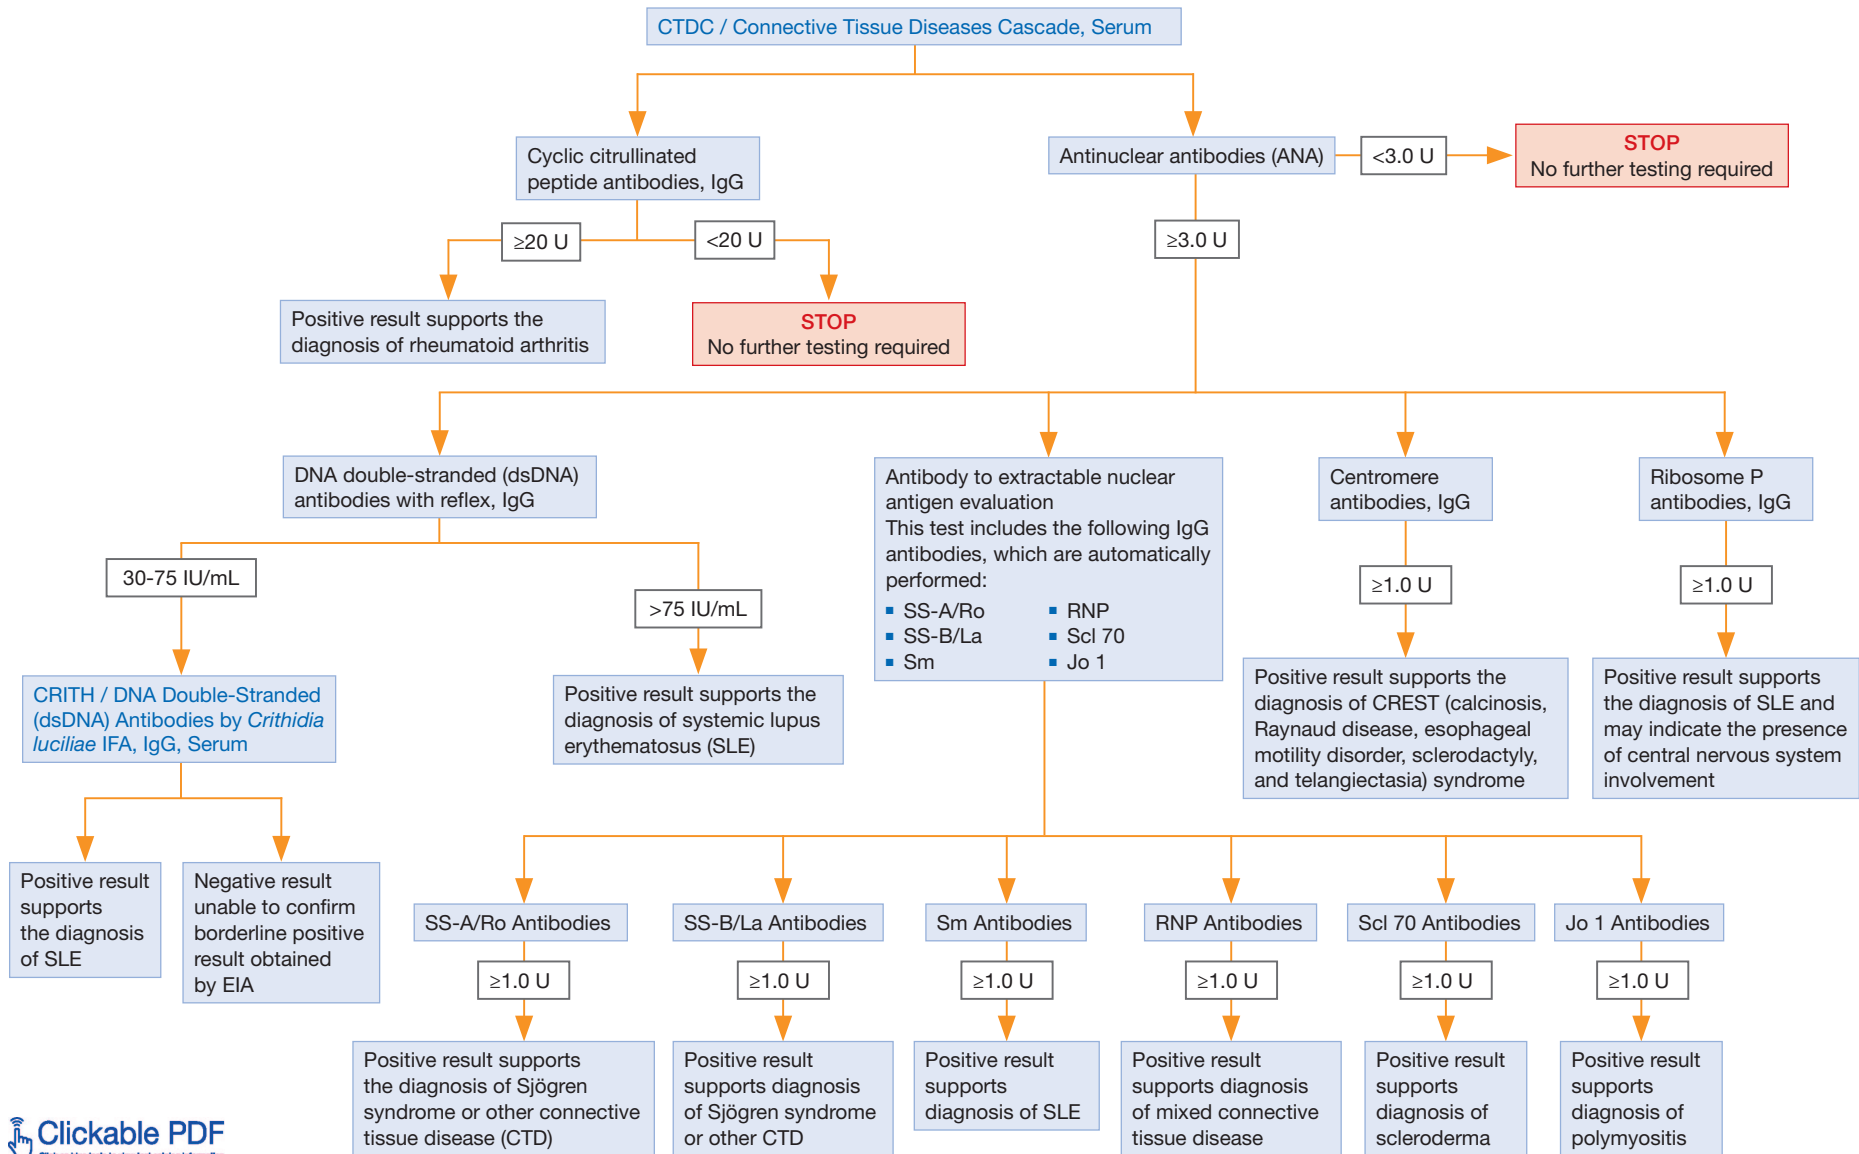 CTDC / Connective Tissue Diseases Cascade, Serum
Cyclic citrullinated
peptide antibodies, IgG
Antinuclear antibodies (ANA)
<3.0 U
STOP
No further testing required
≥20 U
<20 U
≥3.0 U
Positive result supports the
diagnosis of rheumatoid arthritis
STOP
No further testing required
DNA double-stranded (dsDNA)
antibodies with reflex, IgG
Antibody to extractable nuclear
antigen evaluation
This test includes the following IgG
antibodies, which are automatically
performed:
▪ SS-A/Ro
▪ SS-B/La
▪ Sm
▪ RNP
▪ Scl 70
▪ Jo 1
Centromere
antibodies, IgG
Ribosome P
antibodies, IgG
30-75 IU/mL
>75 IU/mL
≥1.0 U
≥1.0 U
CRITH / DNA Double-Stranded
(dsDNA) Antibodies by Crithidia
luciliae IFA, IgG, Serum
Positive result supports the
diagnosis of systemic lupus
erythematosus (SLE)
Positive result supports the
diagnosis of CREST (calcinosis,
Raynaud disease, esophageal
motility disorder, sclerodactyly,
and telangiectasia) syndrome
Positive result supports
the diagnosis of SLE and
may indicate the presence
of central nervous system
involvement
Positive result
supports
the diagnosis
of SLE
Negative result
unable to confirm
borderline positive
result obtained
by EIA
SS-A/Ro Antibodies
SS-B/La Antibodies
Sm Antibodies
RNP Antibodies
Scl 70 Antibodies
Jo 1 Antibodies
≥1.0 U
≥1.0 U
≥1.0 U
≥1.0 U
≥1.0 U
≥1.0 U
Positive result supports
the diagnosis of Sjögren
syndrome or other connective
tissue disease (CTD)
Positive result
supports diagnosis
of Sjögren syndrome
or other CTD
Positive result
supports
diagnosis of SLE
Positive result
supports diagnosis
of mixed connective
tissue disease
Positive result
supports
diagnosis of
scleroderma
Positive result
supports
diagnosis of
polymyositis
Clickable PDF